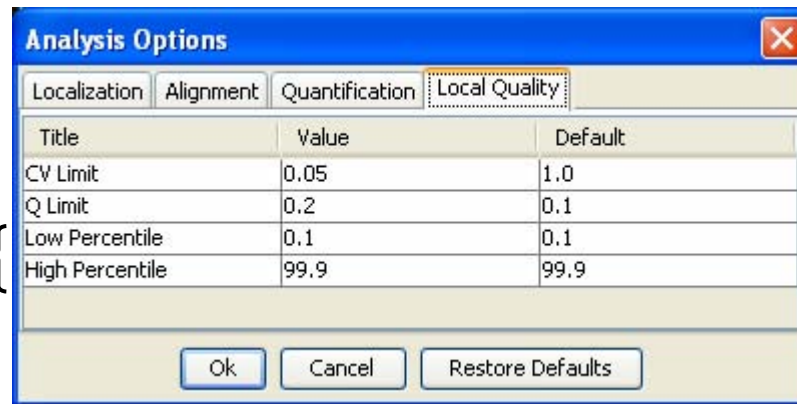 Analysis Options
Localization Alignment Quantification Local Quality
Title Value Default
CV Limit 0.05 1.0
Q Limit 0.2 0.1
Low Percentile 0.1 0.1
High Percentile 99.9 99.9
Ok Cancel Restore Defaults